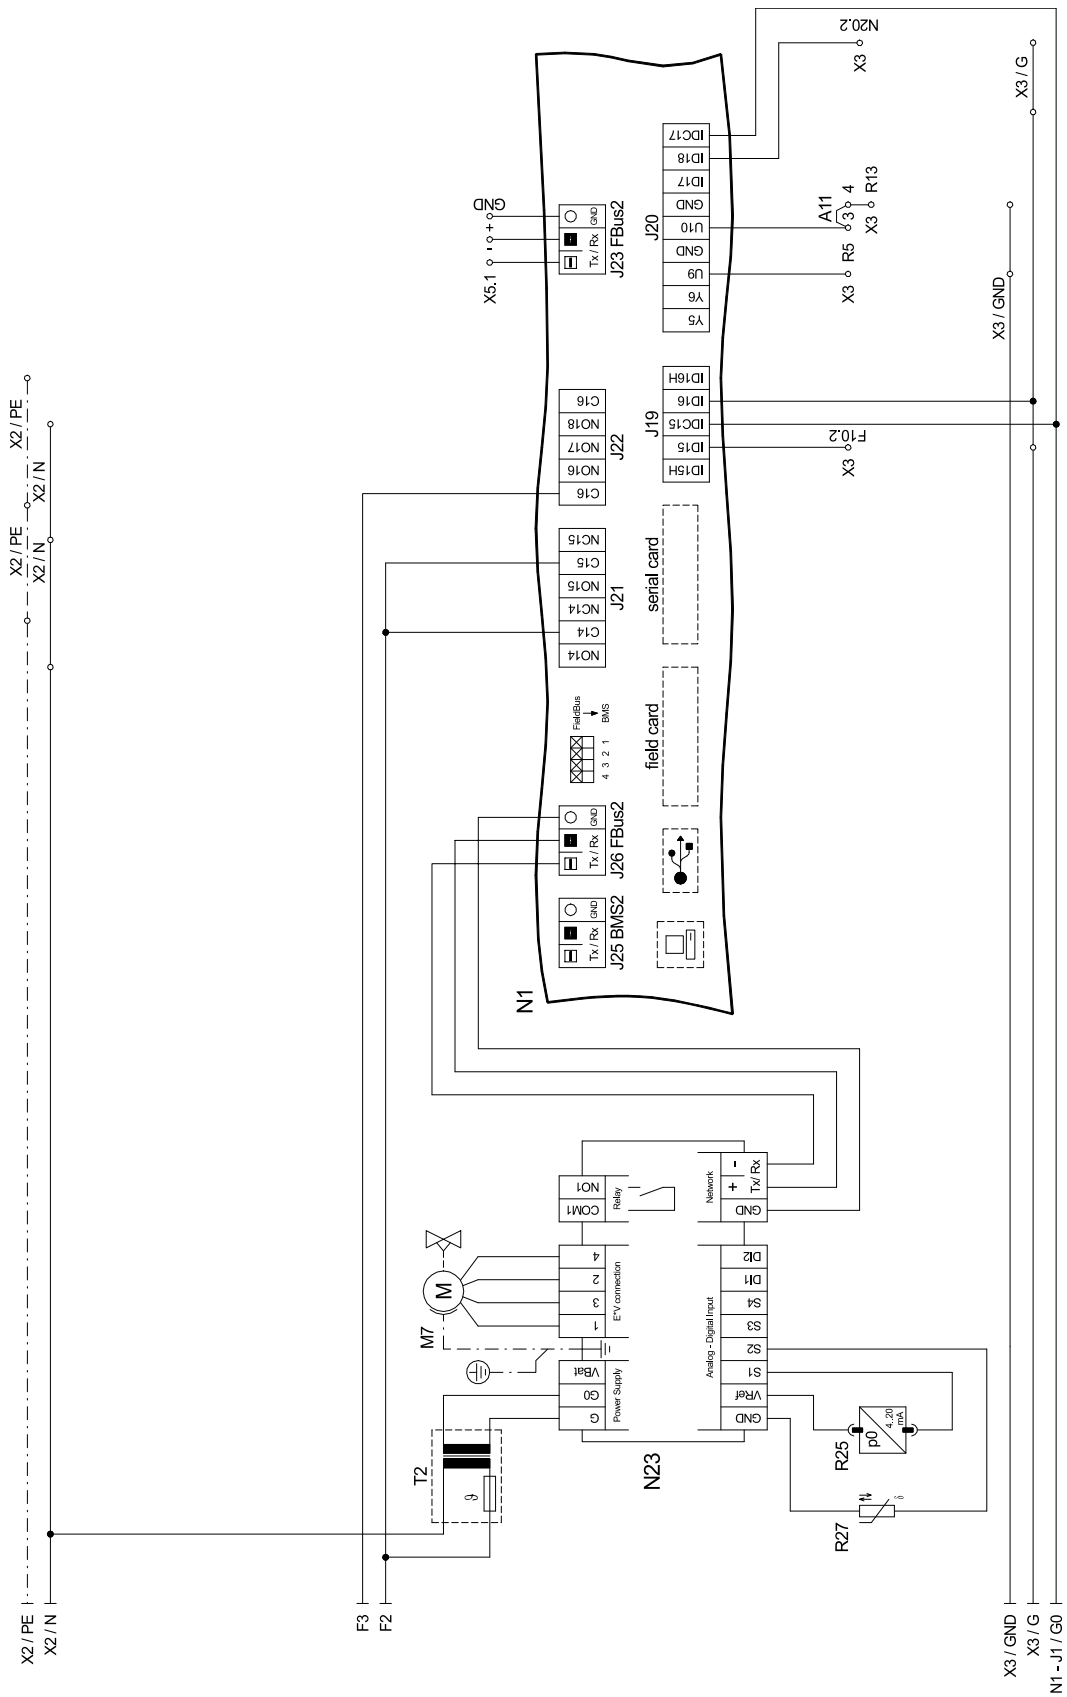 X2 / PE
X2 / N
F3
F2
X3 / GND
X3 / G
N1 - J1 / G0
X2 / PE
X2 / N
X2 / PE
X2 / N
T2
ϑ
M7
M
N23
G
G0
VBat
Power Supply
1
3
2
4
E*V connection
COM1
NO1
Relay
GND
VRef
S1
S2
S3
S4
DI1
DI2
Analog - Digital Input
GND
+
-
Tx/ Rx
Network
R25
p0
4..20
mA
R27
N1
Tx / Rx
GND
J25 BMS2
Tx / Rx
GND
J26 FBus2
4 3 2 1
FieldBus
BMS
NO14
C14
NC14
NO15
C15
NC15
J21
C16
NO16
NO17
NO18
C16
J22
X5.1
-
+
GND
Tx / Rx
GND
J23 FBus2
field card
serial card
ID15H
ID15
IDC15
ID16
ID16H
J19
Y5
Y6
U9
GND
U10
GND
ID17
ID18
IDC17
J20
X3
F10.2
X3
R5
A11
3
4
X3
R13
X3
N20.2
X3 / GND
X3 / G